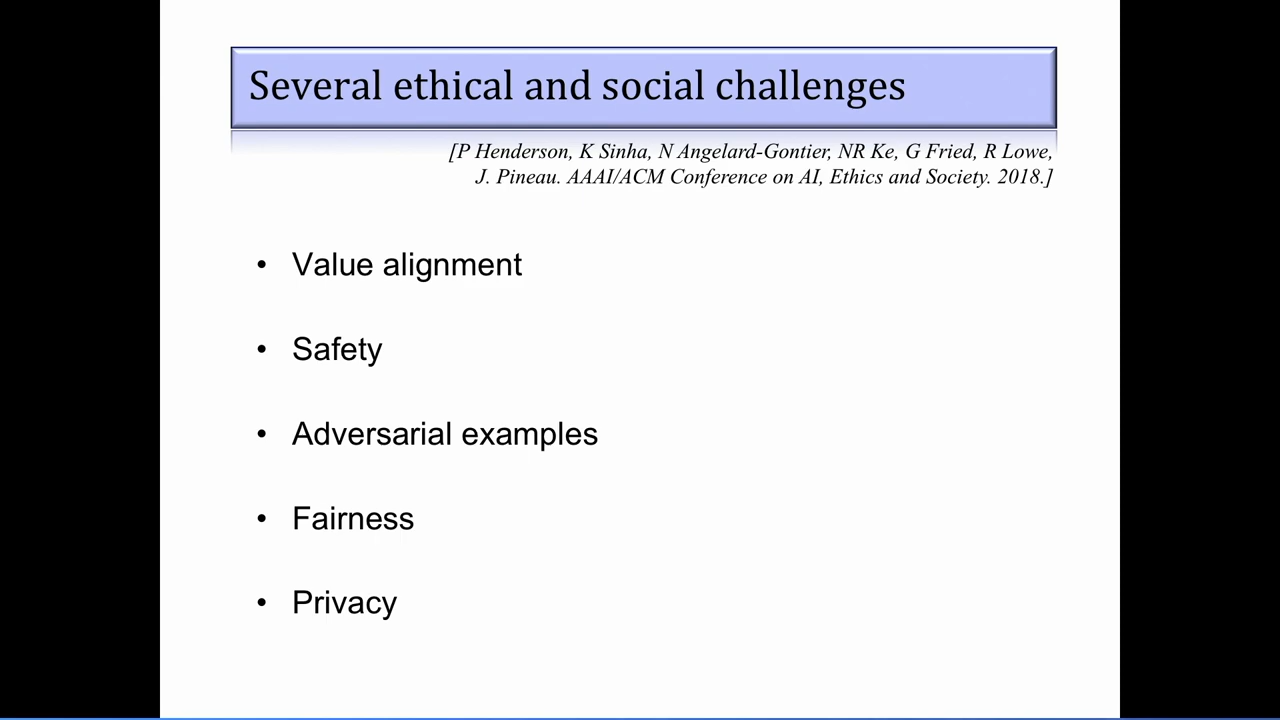 Several ethical and social challenges
[P Henderson, K Sinha, N Angelard-Gontier, NR Ke, G Fried, R Lowe,
J. Pineau. AAAI/ACM Conference on AI, Ethics and Society. 2018.]
• Value alignment
• Safety
• Adversarial examples
• Fairness
• Privacy